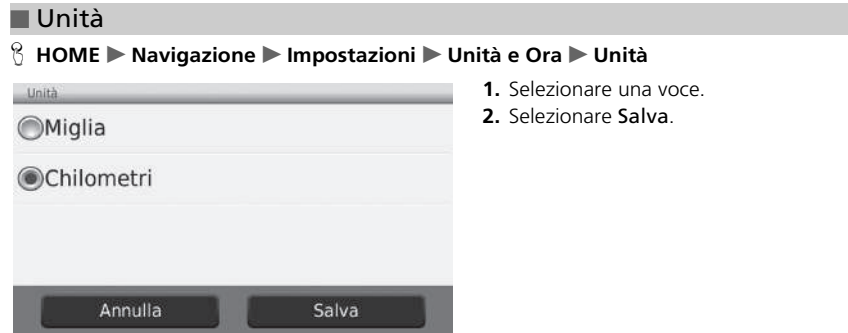 Unità
HOME ▶ Navigazione ▶ Impostazioni ▶ Unità e Ora ▶ Unità
Unità
Miglia
Chilometri
Annulla Salva
1. Selezionare una voce.
2. Selezionare Salva.